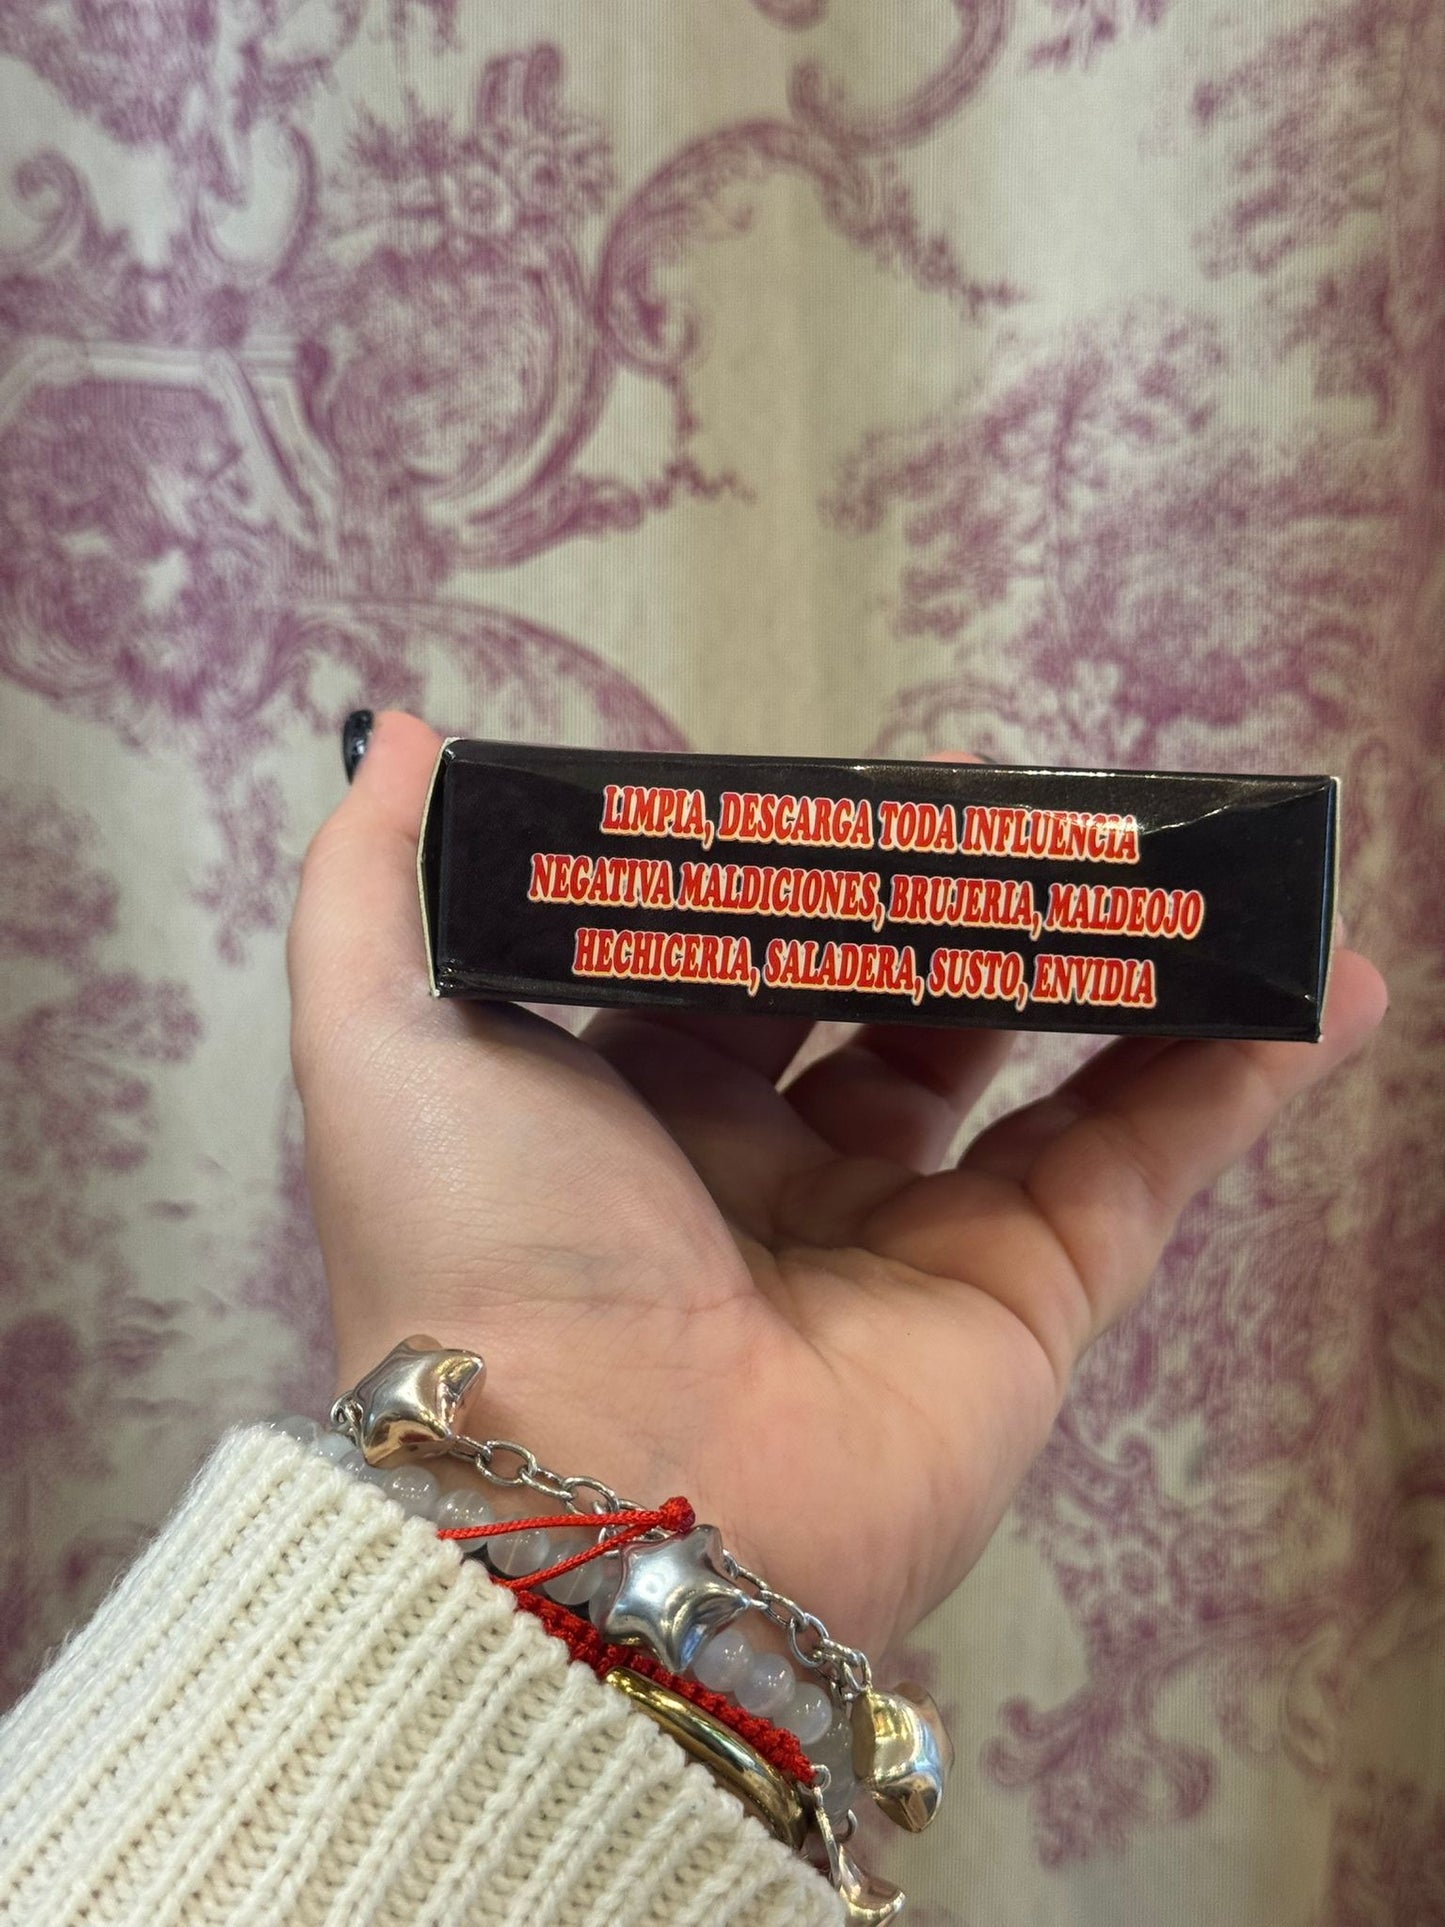 LIMPIA, DESCARGA TODA INFLUENCIA
NEGATIVA MALDICIONES, BRUJERIA, MALDEOJO
HECHICERIA, SALADERA, SUSTO, ENVIDIA